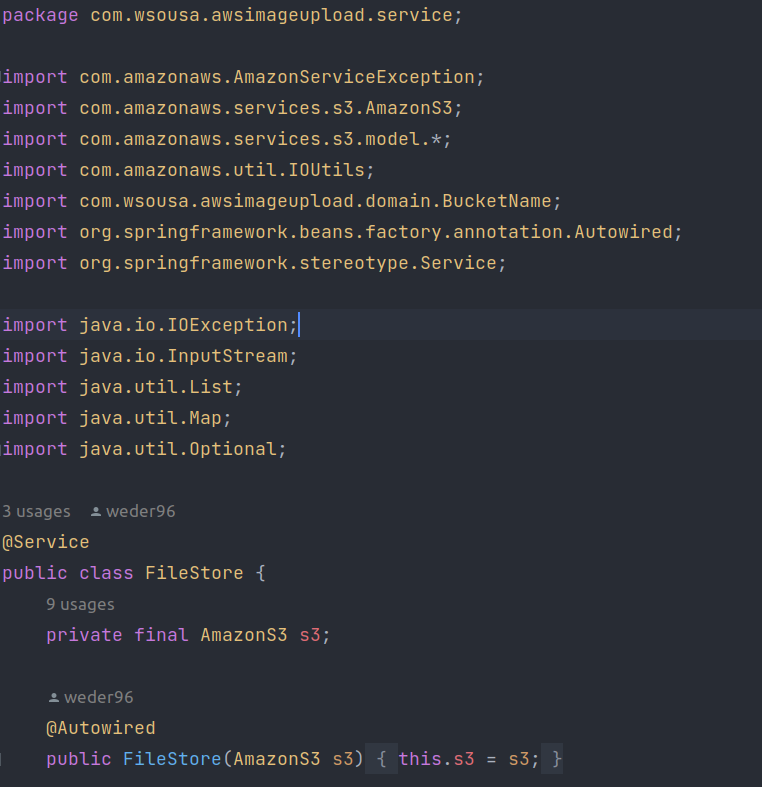 package com.wsousa.awsimageupload.service;
import com.amazonaws.AmazonServiceException;
import com.amazonaws.services.s3.AmazonS3;
import com.amazonaws.services.s3.model.*;
import com.amazonaws.util.IOUtils;
import com.wsousa.awsimageupload.domain.BucketName;
import org.springframework.beans.factory.annotation.Autowired;
import org.springframework.stereotype.Service;
import java.io.IOException;
import java.io.InputStream;
import java.util.List;
import java.util.Map;
import java.util.Optional;
3 usages weder96
@Service
public class FileStore {
9 usages
private final AmazonS3 s3;
weder96
@Autowired
public FileStore(AmazonS3 s3) { this.s3 = s3; }